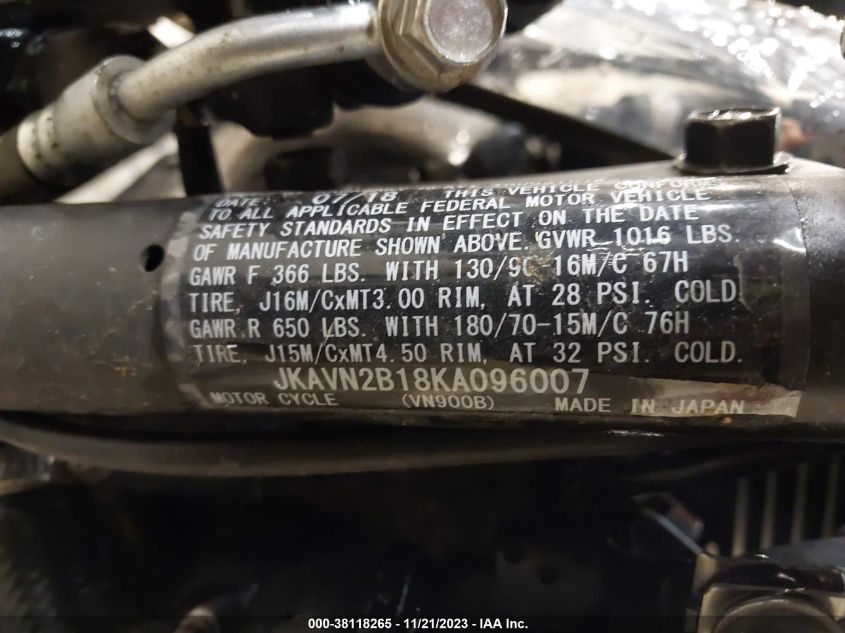 DATE 07/18 THIS VEHICLE CONFORMS
TO ALL APPLICABLE FEDERAL MOTOR VEHICLE
SAFETY STANDARDS IN EFFECT ON THE DATE
OF MANUFACTURE SHOWN ABOVE. GVWR 1016 LBS.
GAWR F 366 LBS. WITH 130/90 16M/C 67H
TIRE, J16M/CxMT3.00 RIM, AT 28 PSI. COLD
GAWR R 650 LBS. WITH 180/70-15M/C 76H
TIRE, J15M/CxMT4.50 RIM, AT 32 PSI. COLD.
JKAVN2B18KA096007
MOTOR CYCLE (VN900B) MADE IN JAPAN
000-38118265 - 11/21/2023 - IAA Inc.